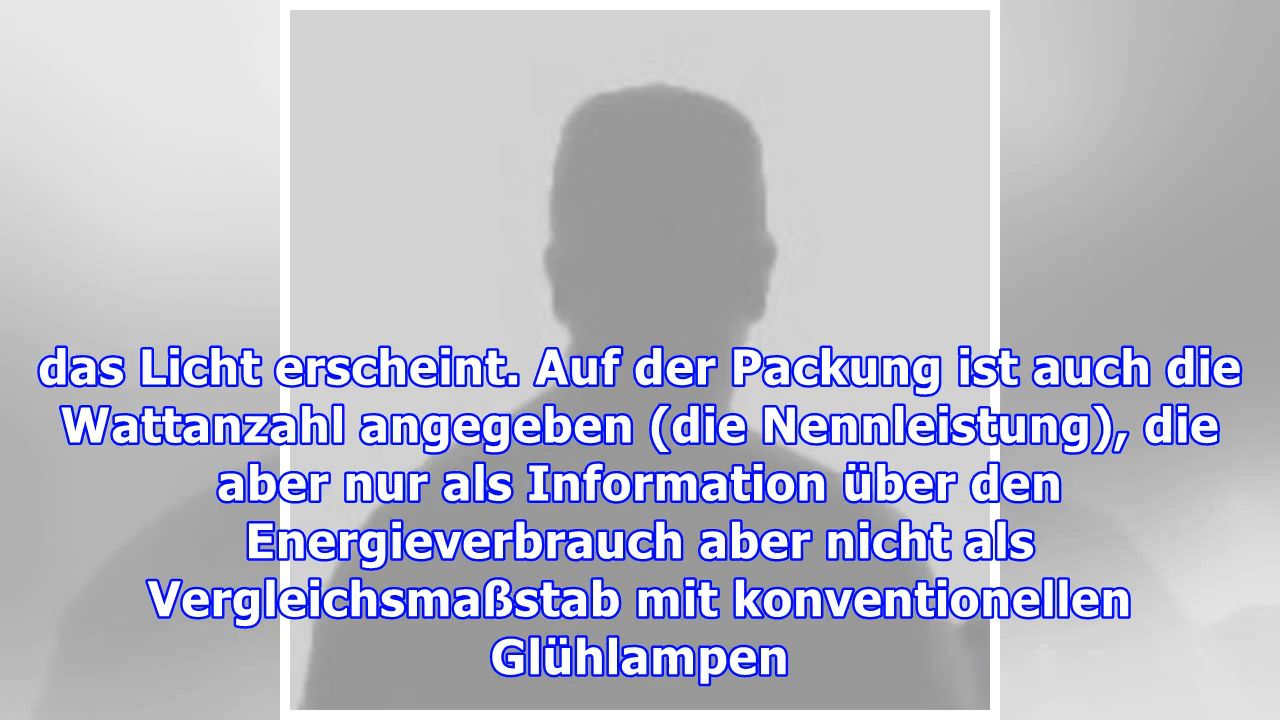 das Licht erscheint. Auf der Packung ist auch die
Wattanzahl angegeben (die Nennleistung), die
aber nur als Information über den
Energieverbrauch aber nicht als
Vergleichsmaßstab mit konventionellen
Glühlampen